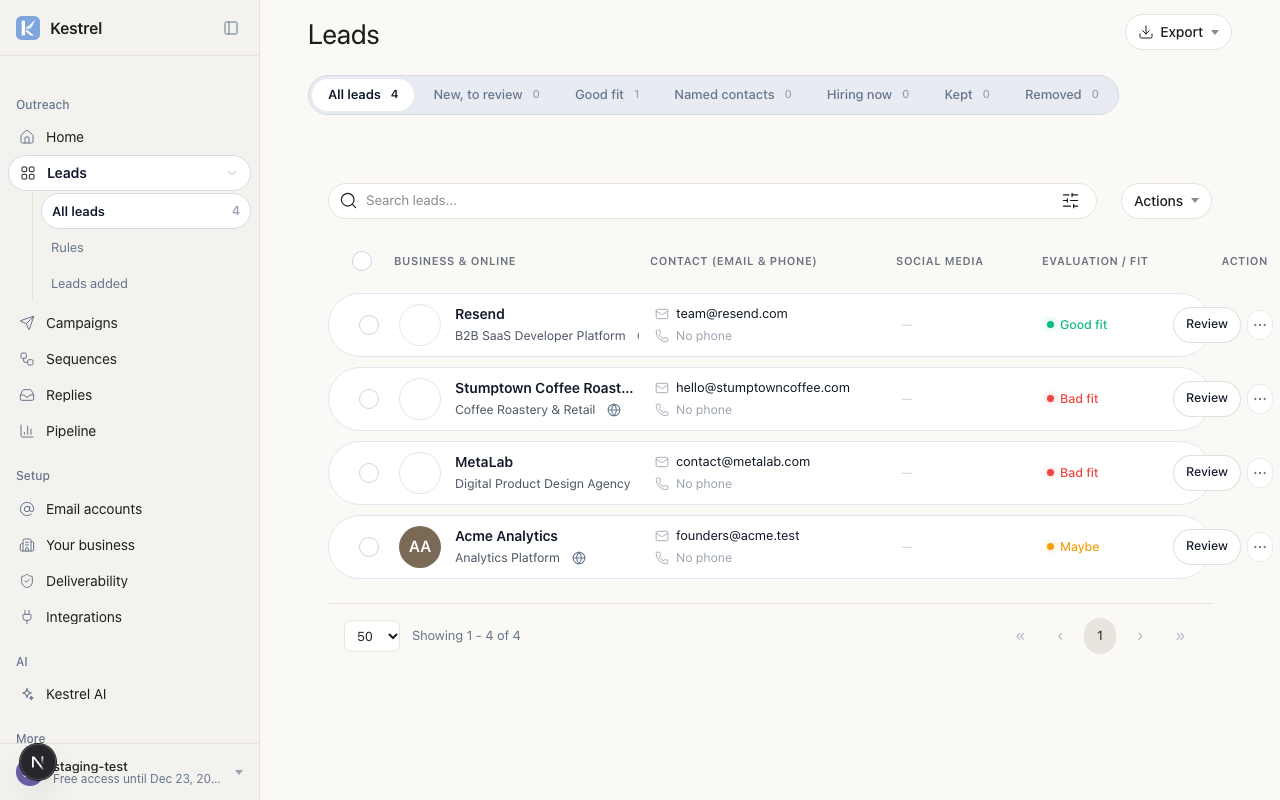 Kestrel
Outreach
Home
Leads
All leads 4
Rules
Leads added
Campaigns
Sequences
Replies
Pipeline
Setup
Email accounts
Your business
Deliverability
Integrations
AI
Kestrel AI
More
N
staging-test
Free access until Dec 23, 20...
Leads
Export
All leads 4 New, to review 0 Good fit 1 Named contacts 0 Hiring now 0 Kept 0 Removed 0
Search leads...
Actions
BUSINESS & ONLINE CONTACT (EMAIL & PHONE) SOCIAL MEDIA EVALUATION / FIT ACTION
Resend
B2B SaaS Developer Platform
team@resend.com
No phone
—
Good fit
Review ...
Stumptown Coffee Roast...
Coffee Roastery & Retail
hello@stumptowncoffee.com
No phone
—
Bad fit
Review ...
MetaLab
Digital Product Design Agency
contact@metalab.com
No phone
—
Bad fit
Review ...
AA
Acme Analytics
Analytics Platform
founders@acme.test
No phone
—
Maybe
Review ...
50 Showing 1 - 4 of 4 « ‹ 1 › »